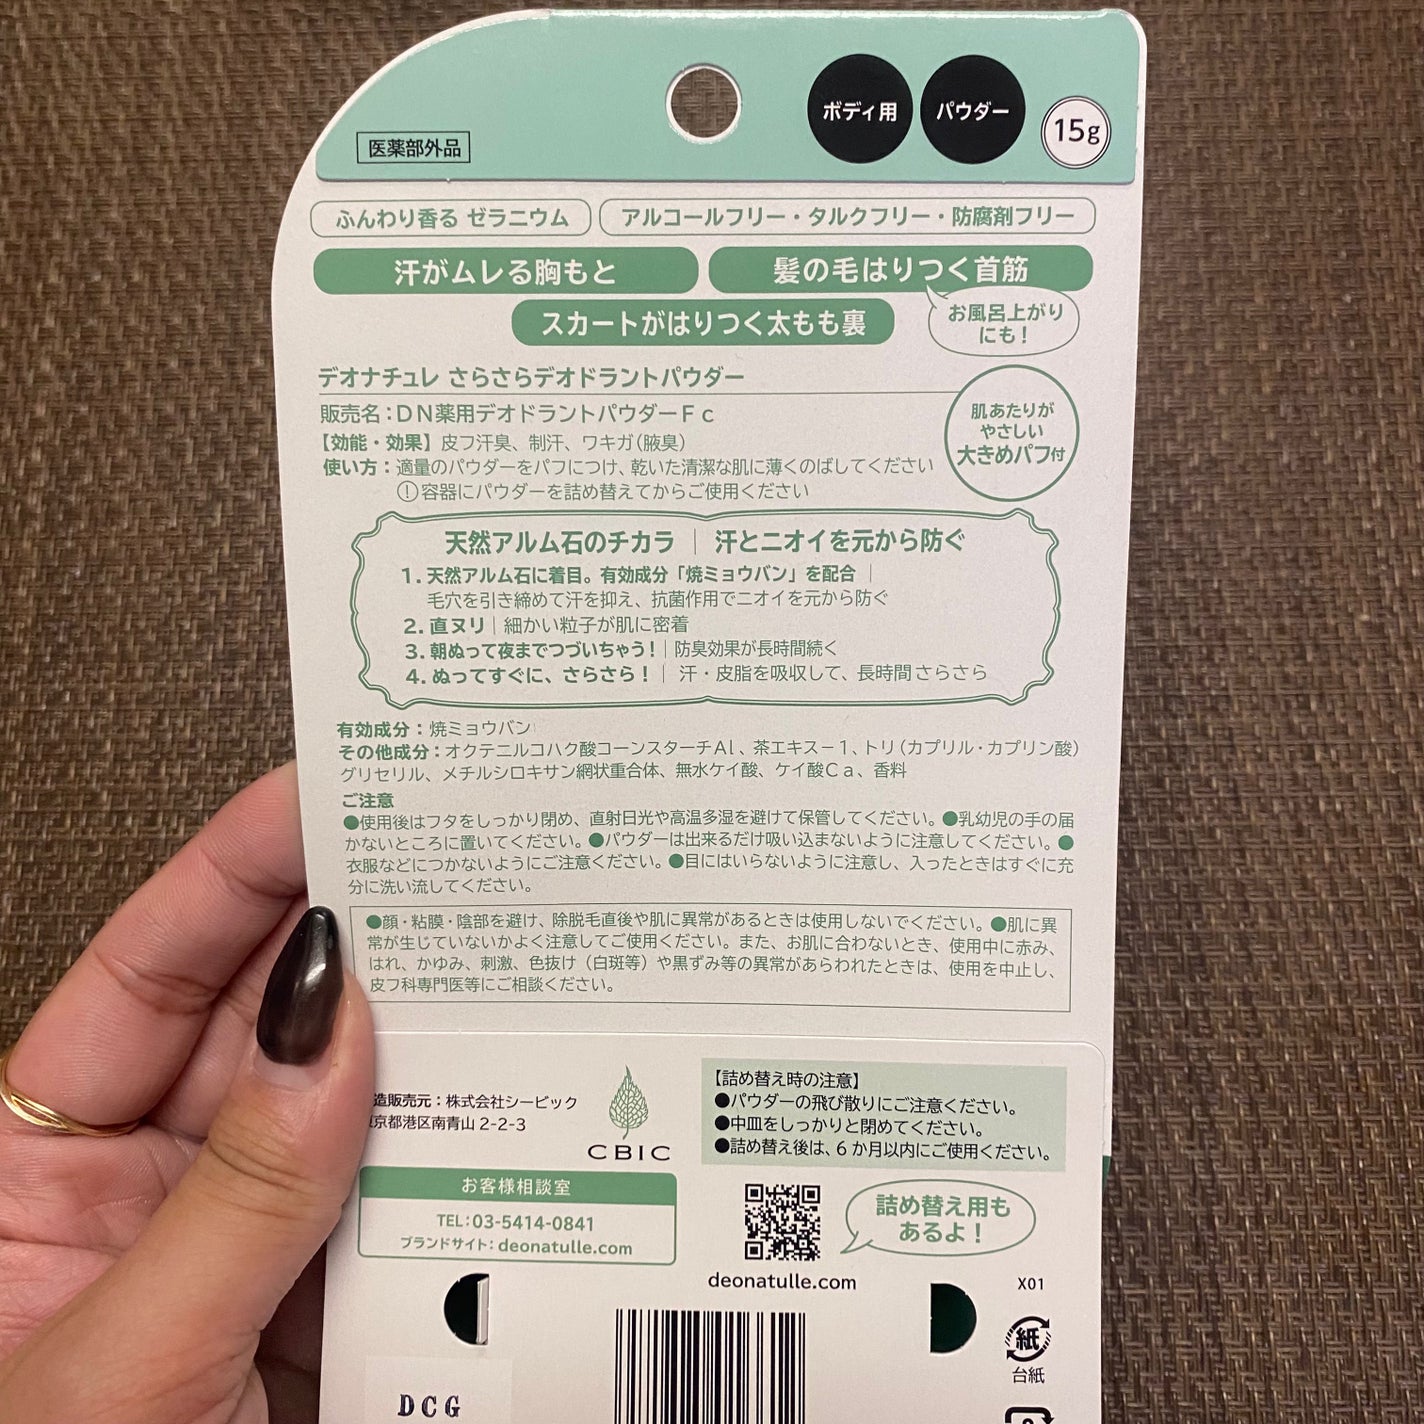 ボディ用 パウダー 15g
医薬部外品
ふんわり香る ゼラニウム アルコールフリー・タルクフリー・防腐剤フリー
汗がムレる胸もと 髪の毛はりつく首筋
スカートがはりつく太もも裏
お風呂上がり
にも!
デオナチュレ さらさらデオドラントパウダー
販売名:DN薬用デオドラントパウダーFc
【効能・効果】皮フ汗臭、制汗、ワキガ(腋臭)
使い方:適量のパウダーをパフにつけ、乾いた清潔な肌に薄くのばしてください
!容器にパウダーを詰め替えてからご使用ください
肌あたりが
やさしい
大きめパフ付
天然アルム石のチカラ|汗とニオイを元から防ぐ
1.天然アルム石に着目。有効成分「焼ミョウバン」を配合|
毛穴を引き締めて汗を抑え、抗菌作用でニオイを元から防ぐ
2.直ヌリ|細かい粒子が肌に密着
3.朝ぬって夜までつづいちゃう!|防臭効果が長時間続く
4.ぬってすぐに、さらさら!|汗・皮脂を吸収して、長時間さらさら
有効成分:焼ミョウバン
その他成分:オクテニルコハク酸コーンスターチAl、茶エキス-1、トリ(カプリル・カプリン酸)
グリセリル、メチルシロキサン網状重合体、無水ケイ酸、ケイ酸Ca、香料
ご注意
●使用後はフタをしっかり閉め、直射日光や高温多湿を避けて保管してください。●乳幼児の手の届
かないところに置いてください。●パウダーは出来るだけ吸い込まないように注意してください。●
衣服などにつかないようにご注意ください。●目にはいらないように注意し、入ったときはすぐに充
分に洗い流してください。
●顔・粘膜・陰部を避け、除脱毛直後や肌に異常があるときは使用しないでください。●肌に異
常が生じていないかよく注意してご使用ください。また、お肌に合わないとき、使用中に赤み、
はれ、かゆみ、刺激、色抜け(白斑等)や黒ずみ等の異常があらわれたときは、使用を中止し、
皮フ科専門医等にご相談ください。
造販売元:株式会社シービック
京都港区南青山2-2-3
CBIC
【詰め替え時の注意】
●パウダーの飛び散りにご注意ください。
●中皿をしっかりと閉めてください。
●詰め替え後は、6か月以内にご使用ください。
お客様相談室
TEL:03-5414-0841
ブランドサイト:deonatulle.com
詰め替え用も
あるよ!
deonatulle.com
X01
紙
台紙
DCG